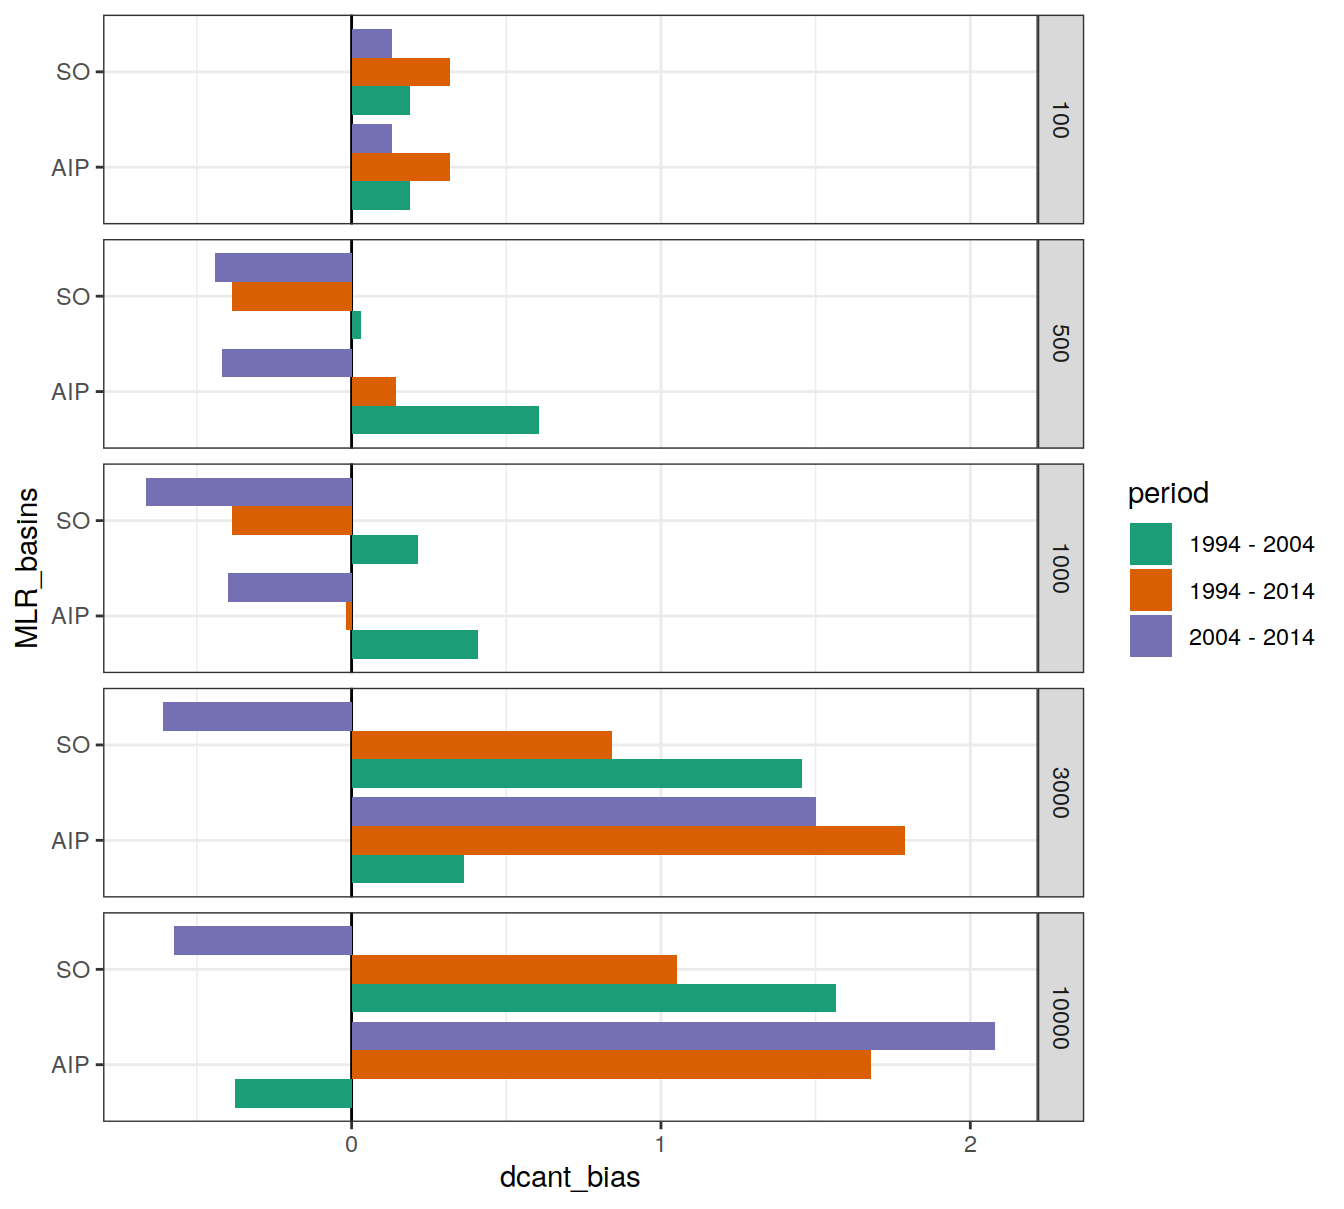 SO
AIP
100
SO
AIP
500
SO
AIP
1000
SO
AIP
3000
SO
AIP
10000
0 1 2
dcant_bias
MLR_basins
period
1994 - 2004
1994 - 2014
2004 - 2014